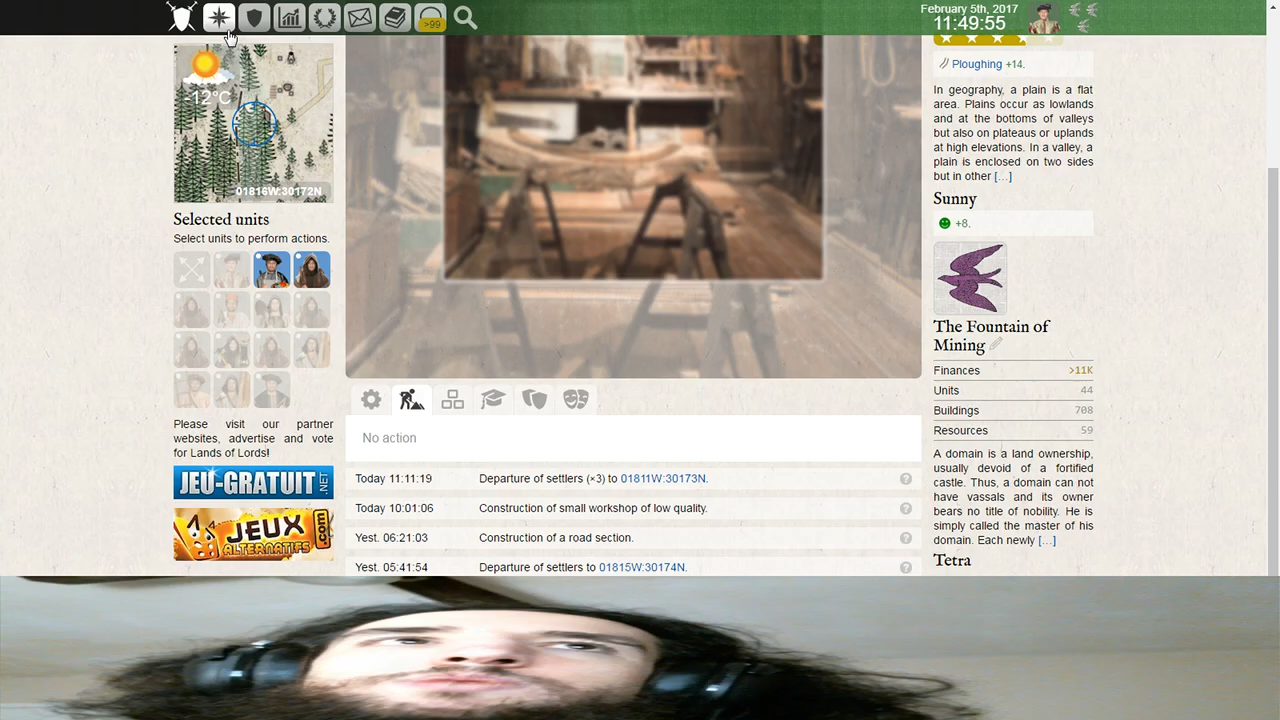 >99
February 5th, 2017
11:49:55
-12°C
01816W:30172N
Selected units
Select units to perform actions.
Please visit our partner
websites, advertise and vote
for Lands of Lords!
JEU-GRATUIT.NET
JEUX
ALTERNATIFS.com
No action
Today 11:11:19 Departure of settlers (×3) to 01811W:30173N.
Today 10:01:06 Construction of small workshop of low quality.
Yest. 06:21:03 Construction of a road section.
Yest. 05:41:54 Departure of settlers to 01815W:30174N.
Ploughing +14.
In geography, a plain is a flat
area. Plains occur as lowlands
and at the bottoms of valleys
but also on plateaus or uplands
at high elevations. In a valley, a
plain is enclosed on two sides
but in other [...]
Sunny
+8.
The Fountain of
Mining
Finances >11K
Units 44
Buildings 708
Resources 59
A domain is a land ownership,
usually devoid of a fortified
castle. Thus, a domain can not
have vassals and its owner
bears no title of nobility. He is
simply called the master of his
domain. Each newly [...]
Tetra